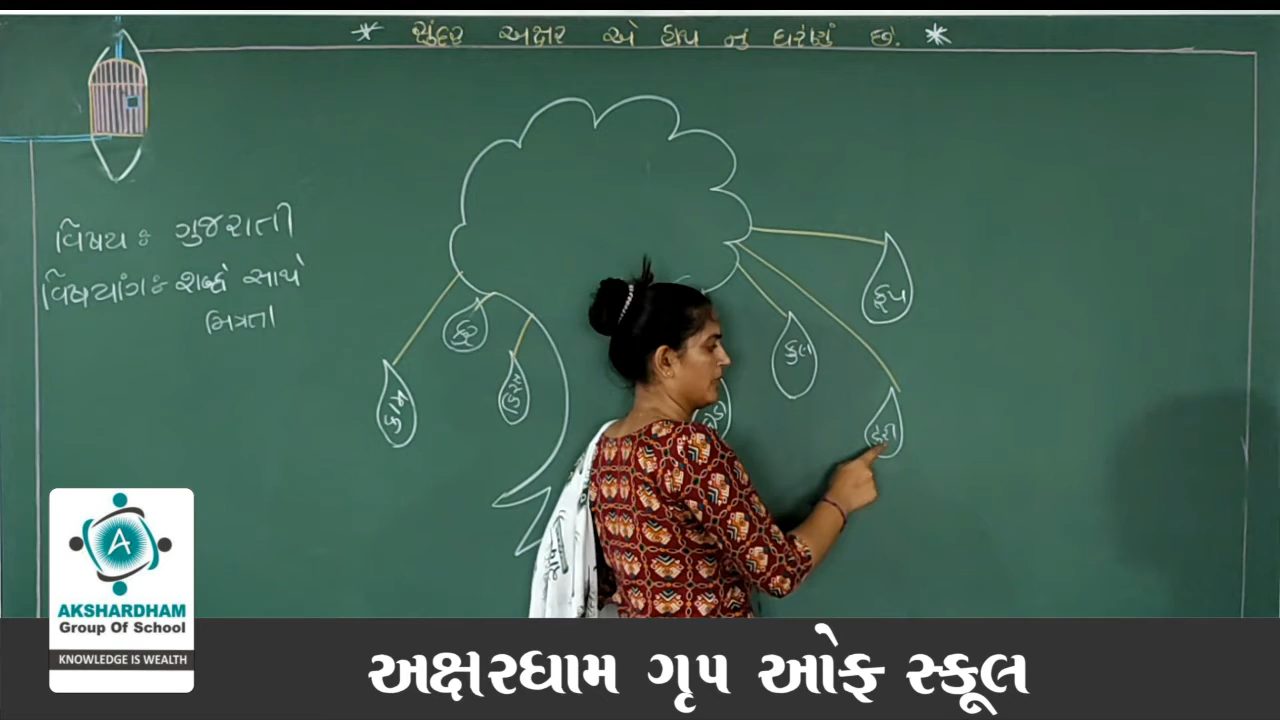 * સુંદર અક્ષર એ હાથ નું ઘરેણું છે. *
વિષય : ગુજરાતી
વિષયાંગ : શબ્દો સાથે
મિત્રતા
કામ
કુલ
AKSHARDHAM
Group Of School
KNOWLEDGE IS WEALTH
અક્ષરધામ ગૃપ ઓફ સ્કૂલ